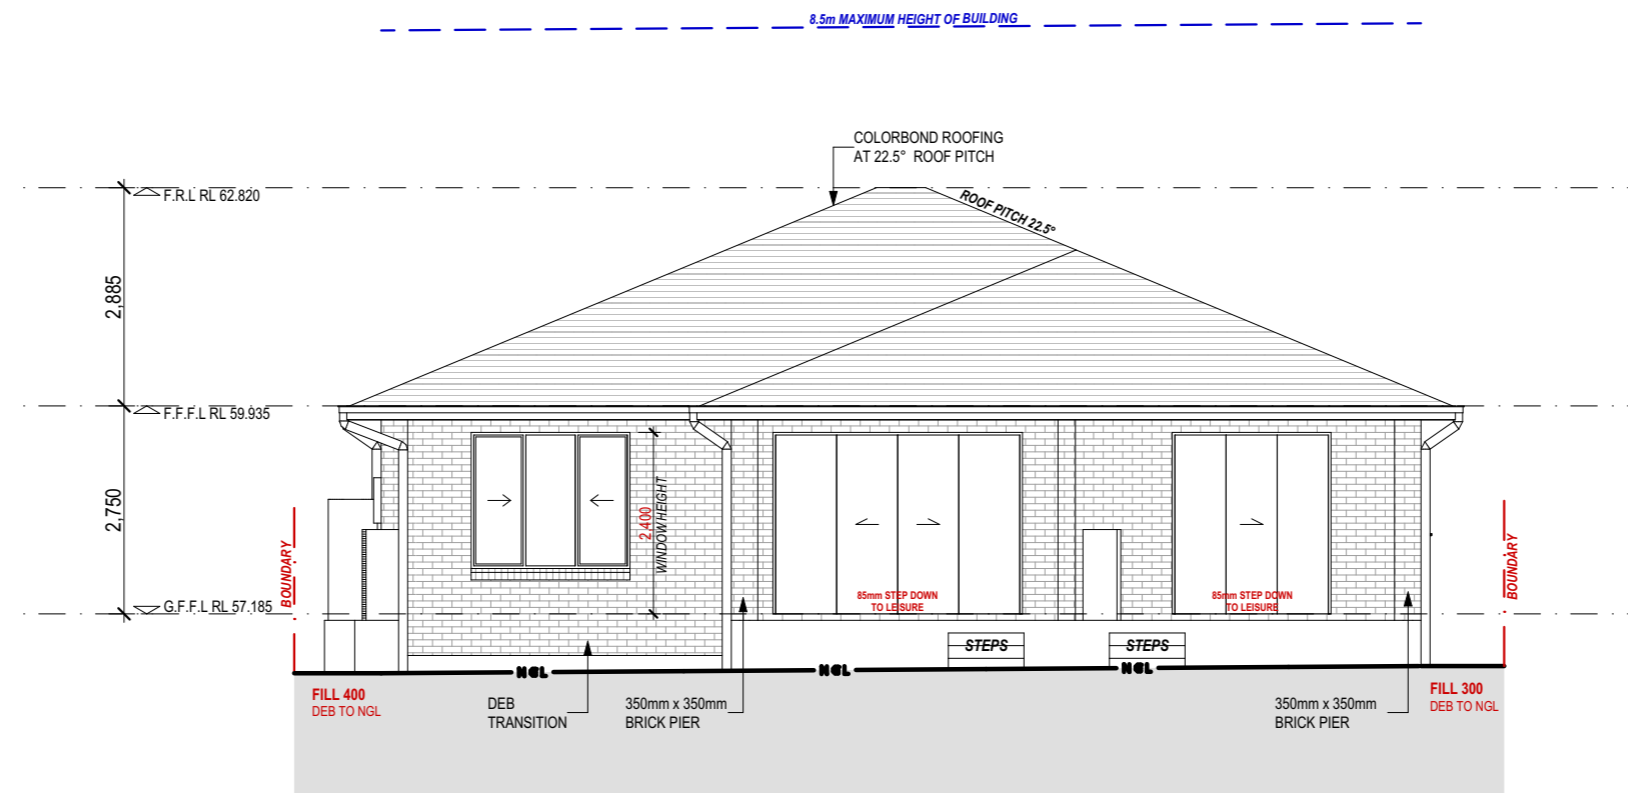 8.5m MAXIMUM HEIGHT OF BUILDING
COLORBOND ROOFING
AT 22.5° ROOF PITCH
F.R.L RL 62.820
ROOF PITCH 22.5°
2,885
F.F.F.L RL 59.935
2,750
2,400
WINDOW HEIGHT
BOUNDARY
BOUNDARY
G.F.F.L RL 57.185
85mm STEP DOWN
TO LEISURE
85mm STEP DOWN
TO LEISURE
STEPS
STEPS
NGL
NGL
NGL
FILL 400
DEB TO NGL
DEB
TRANSITION
350mm x 350mm
BRICK PIER
350mm x 350mm
BRICK PIER
FILL 300
DEB TO NGL